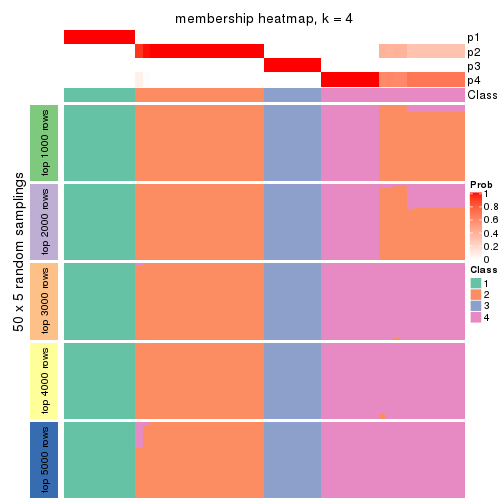 membership heatmap, k = 4
p1
p2
p3
p4
Class
50 x 5 random samplings
top 1000 rows
top 2000 rows
top 3000 rows
top 4000 rows
top 5000 rows
Prob
1
0.8
0.6
0.4
0.2
0
Class
1
2
3
4